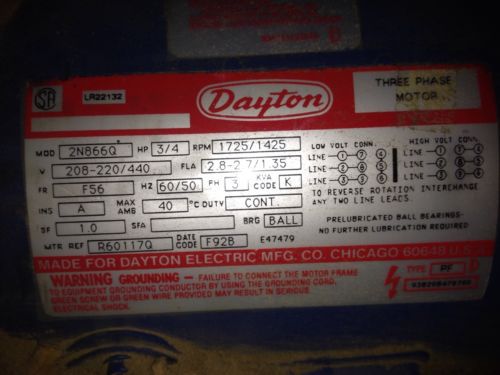 LR22132
Dayton
THREE PHASE
MOTOR
MOD 2N866Q HP 3/4 RPM 1725/1425
V 208-220/440 FLA 2.8-2.7/1.35
FR F56 HZ 60/50 PH 3 KVA CODE K
INS A MAX AMB 40 °C DUTY CONT.
SF 1.0 SFA BRG BALL
MTR REF R60117Q DATE CODE F92B E47479
LOW VOLT CONN.
LINE 1 7 4
LINE
LINE
HIGH VOLT CONN.
LINE
LINE
LINE
TO REVERSE ROTATION INTERCHANGE
ANY TWO LINE LEADS.
PRELUBRICATED BALL BEARINGS-
NO FURTHER LUBRICATION REQUIRED
MADE FOR DAYTON ELECTRIC MFG. CO. CHICAGO 60648 U.S.
WARNING GROUNDING – FAILURE TO CONNECT THE MOTOR FRAME
TO EQUIPMENT GROUNDING CONDUCTOR BY USING THE GROUNDING CORD,
GREEN SCREW OR GREEN WIRE PROVIDED MAY RESULT IN SERIOUS
ELECTRICAL SHOCK.
TYPE PF